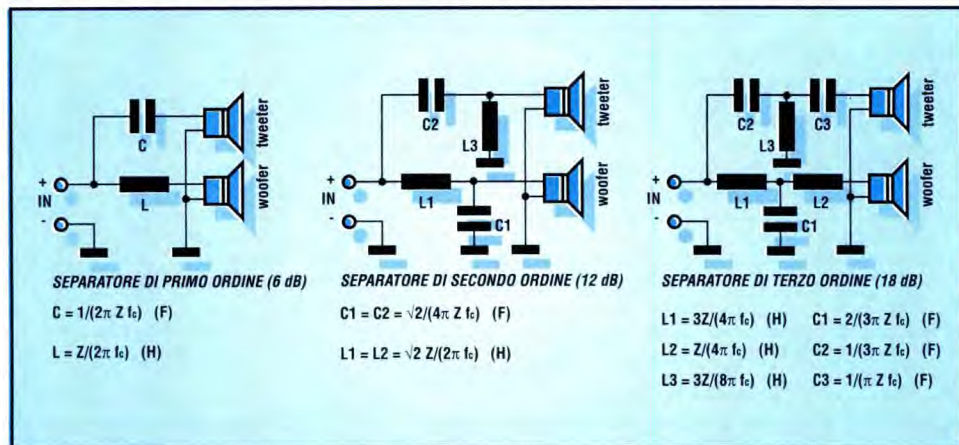 C
L
+
IN
-
tweeter
woofer
SEPARATORE DI PRIMO ORDINE (6 dB)
C = 1/(2π Z fc) (F)
L = Z/(2π fc) (H)
C2
L3
L1
C1
+
IN
-
tweeter
woofer
SEPARATORE DI SECONDO ORDINE (12 dB)
C1 = C2 = √2/(4π Z fc) (F)
L1 = L2 = √2 Z/(2π fc) (H)
C2
C3
L3
L1
L2
C1
+
IN
-
tweeter
woofer
SEPARATORE DI TERZO ORDINE (18 dB)
L1 = 3Z/(4π fc) (H) C1 = 2/(3π Z fc) (F)
L2 = Z/(4π fc) (H) C2 = 1/(3π Z fc) (F)
L3 = 3Z/(8π fc) (H) C3 = 1/(π Z fc) (F)